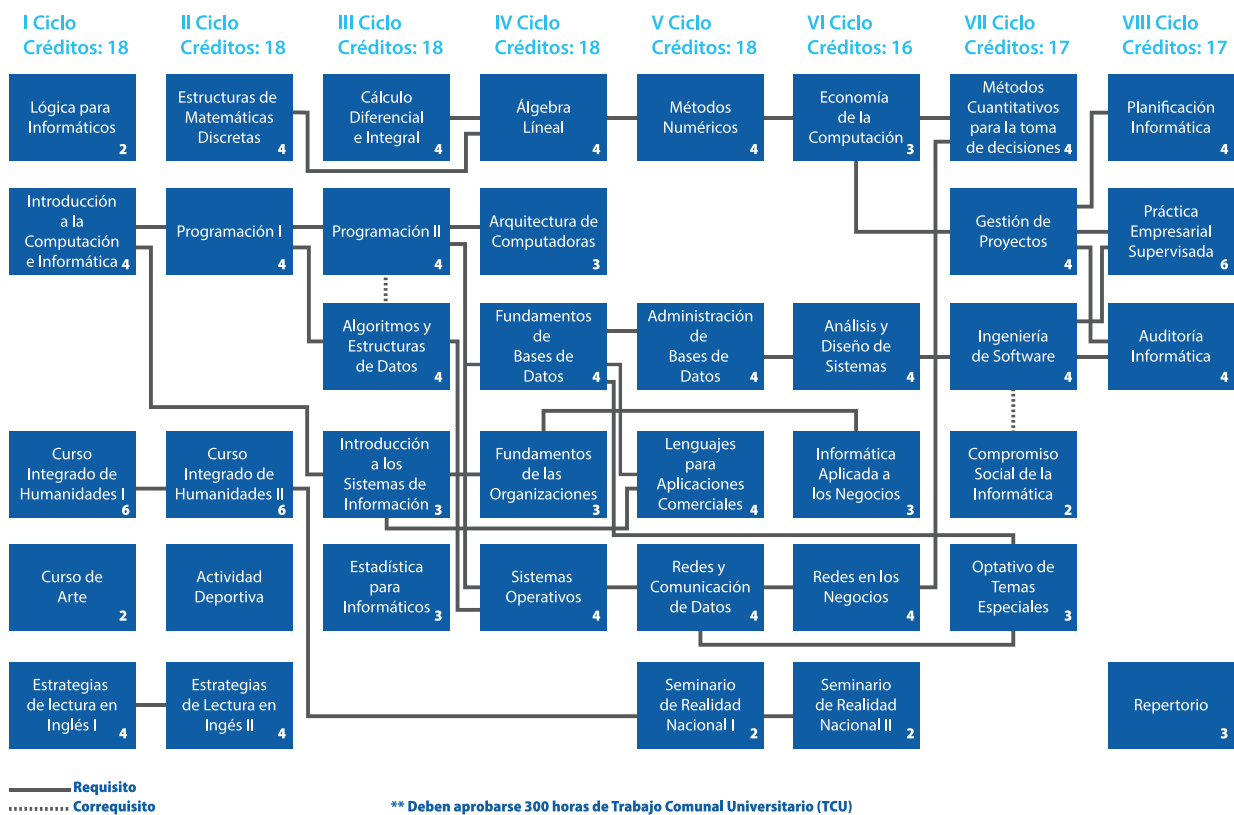 I Ciclo
Créditos: 18
II Ciclo
Créditos: 18
III Ciclo
Créditos: 18
IV Ciclo
Créditos: 18
V Ciclo
Créditos: 18
VI Ciclo
Créditos: 16
VII Ciclo
Créditos: 17
VIII Ciclo
Créditos: 17
Lógica para
Informáticos
2
Estructuras de
Matemáticas
Discretas
4
Cálculo
Diferencial
e Integral
4
Álgebra
Líneal
4
Métodos
Numéricos
4
Economía
de la
Computación
3
Métodos
Cuantitativos
para la toma
de decisiones 4
Planificación
Informática
4
Introducción
a la
Computación
e Informática 4
Programación I
4
Programación II
4
Arquitectura de
Computadoras
3
Gestión de
Proyectos
4
Práctica
Empresarial
Supervisada
6
Algoritmos y
Estructuras
de Datos
4
Fundamentos
de
Bases de
Datos
4
Administración
de
Bases de
Datos
4
Análisis y
Diseño de
Sistemas
4
Ingeniería
de Software
4
Auditoría
Informática
4
Curso
Integrado de
Humanidades I
6
Curso
Integrado de
Humanidades II
6
Introducción
a los
Sistemas de
Información
3
Fundamentos
de las
Organizaciones
3
Lenguajes
para
Aplicaciones
Comerciales
4
Informática
Aplicada a
los Negocios
3
Compromiso
Social de la
Informática
2
Curso de
Arte
2
Actividad
Deportiva
Estadística
para
Informáticos
3
Sistemas
Operativos
4
Redes y
Comunicación
de Datos
4
Redes en los
Negocios
4
Optativo de
Temas
Especiales
3
Estrategias
de lectura en
Inglés I
4
Estrategias
de Lectura en
Ingés II
4
Seminario
de Realidad
Nacional I
2
Seminario
de Realidad
Nacional II
2
Repertorio
3
Requisito
Correquisito
** Deben aprobarse 300 horas de Trabajo Comunal Universitario (TCU)